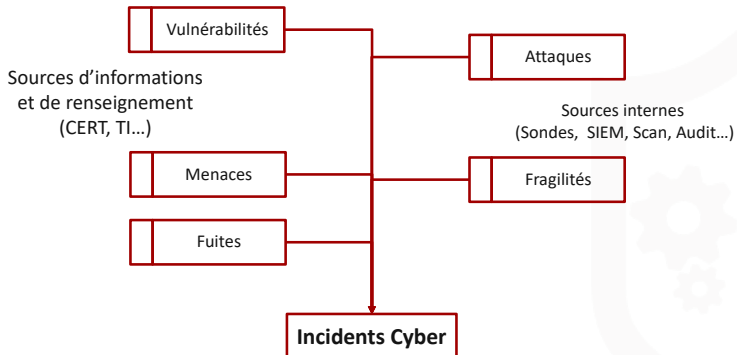 Vulnérabilités
Attaques
Sources d'informations
et de renseignement
(CERT, TI...)
Sources internes
(Sondes, SIEM, Scan, Audit...)
Menaces
Fragilités
Fuites
Incidents Cyber